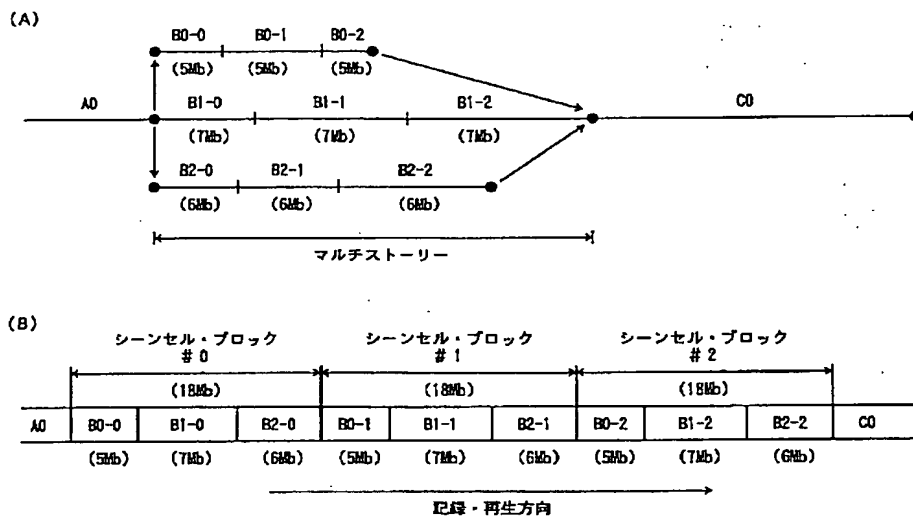 (A)
B0-0 B0-1 B0-2
(5Mb) (5Mb) (5Mb)
A0 B1-0 B1-1 B1-2 C0
(7Mb) (7Mb) (7Mb)
B2-0 B2-1 B2-2
(6Mb) (6Mb) (6Mb)
マルチストーリー
(B)
シーンセル・ブロック シーンセル・ブロック シーンセル・ブロック
#0 #1 #2
(18Mb) (18Mb) (18Mb)
A0 B0-0 B1-0 B2-0 B0-1 B1-1 B2-1 B0-2 B1-2 B2-2 C0
(5Mb) (7Mb) (6Mb) (5Mb) (7Mb) (6Mb) (5Mb) (7Mb) (6Mb)
記録・再生方向